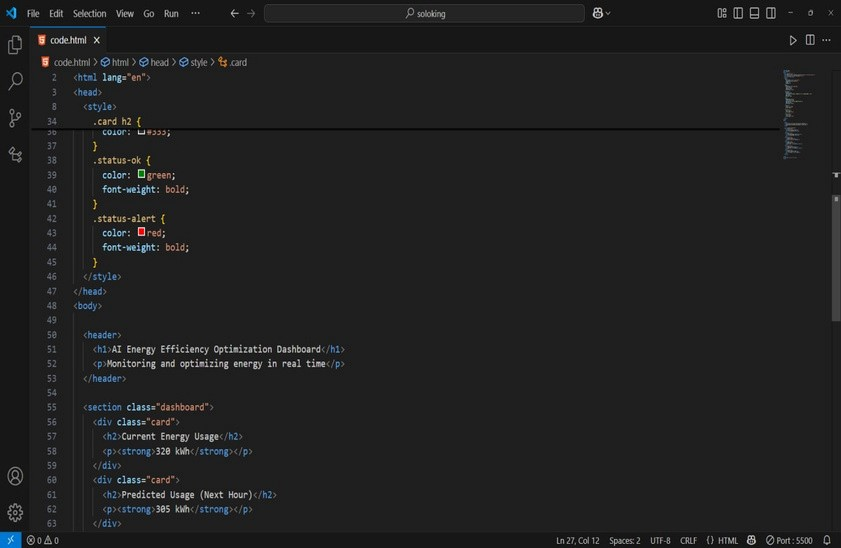 File Edit Selection View Go Run ··· soloking
code.html
code.html > html > head > style > .card
2 <html lang="en">
3 <head>
8 <style>
34 .card h2 {
36 color: #333;
37 }
38 .status-ok {
39 color: green;
40 font-weight: bold;
41 }
42 .status-alert {
43 color: red;
44 font-weight: bold;
45 }
46 </style>
47 </head>
48 <body>
49
50 <header>
51 <h1>AI Energy Efficiency Optimization Dashboard</h1>
52 <p>Monitoring and optimizing energy in real time</p>
53 </header>
54
55 <section class="dashboard">
56 <div class="card">
57 <h2>Current Energy Usage</h2>
58 <p><strong>320 kWh</strong></p>
59 </div>
60 <div class="card">
61 <h2>Predicted Usage (Next Hour)</h2>
62 <p><strong>305 kWh</strong></p>
63 </div>
0 0 Ln 27, Col 12 Spaces: 2 UTF-8 CRLF {} HTML Port : 5500